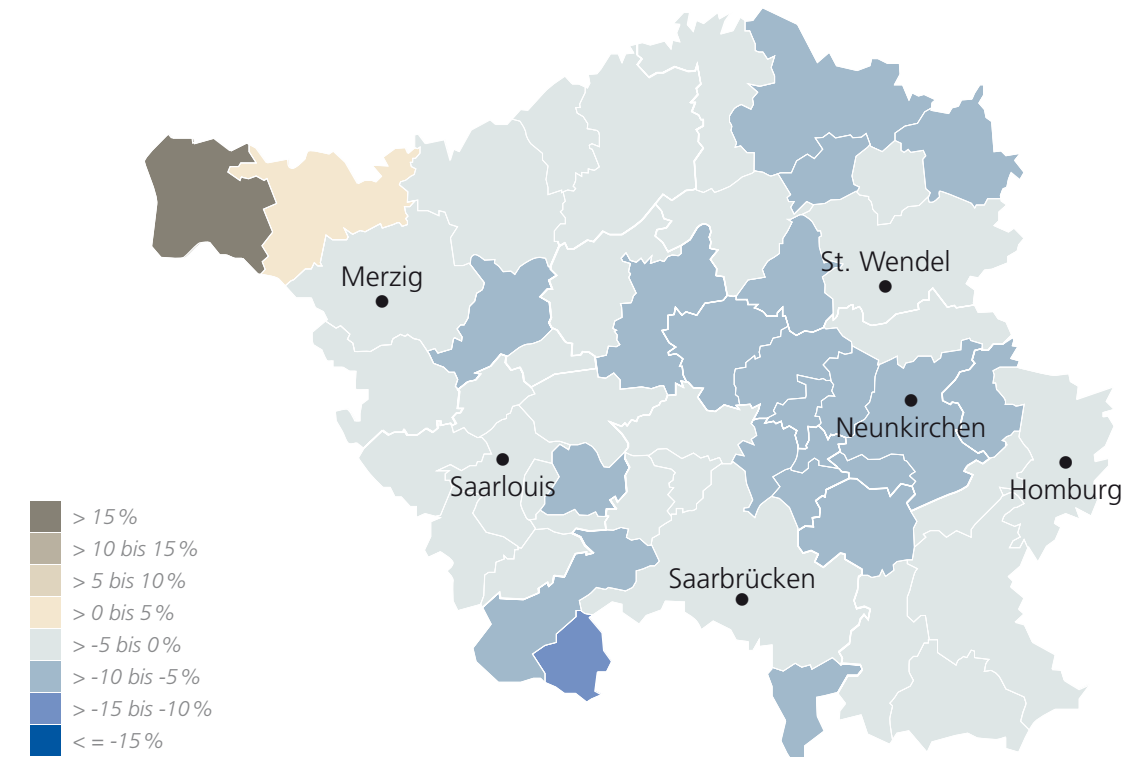 St. Wendel
Merzig
Neunkirchen
Saarlouis
Homburg
Saarbrücken
> 15 %
> 10 bis 15 %
> 5 bis 10 %
> 0 bis 5 %
> -5 bis 0 %
> -10 bis -5 %
> -15 bis -10 %
< = -15 %